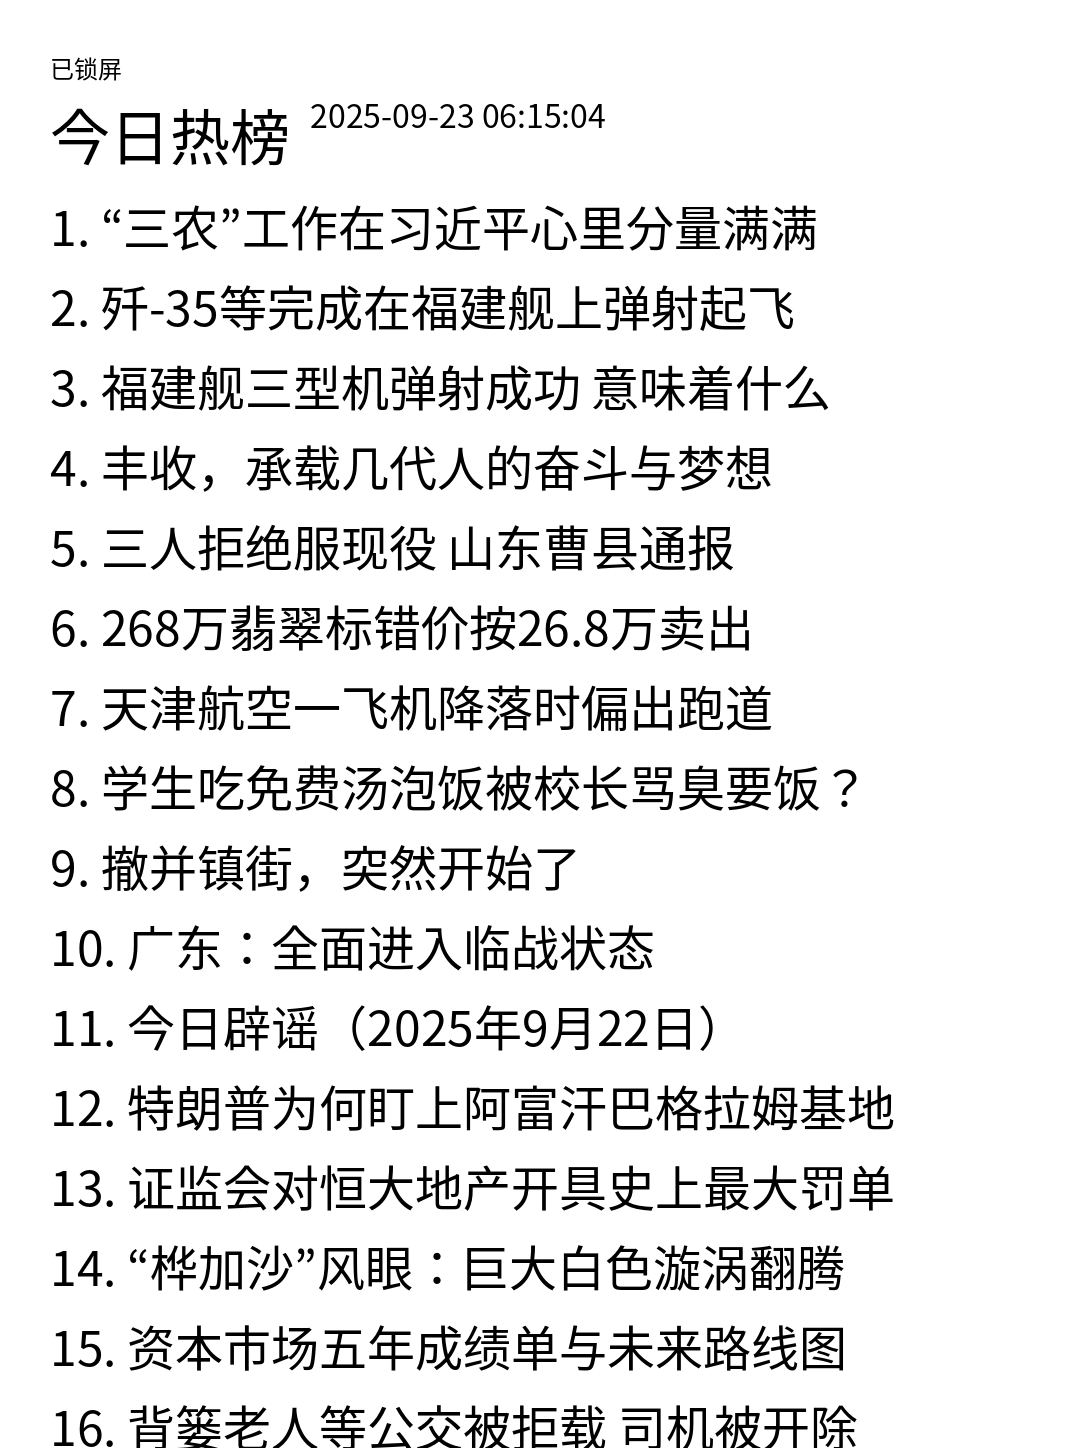 已锁屏
今日热榜 2025-09-23 06:15:04
1. “三农”工作在习近平心里分量满满
2. 歼-35等完成在福建舰上弹射起飞
3. 福建舰三型机弹射成功 意味着什么
4. 丰收，承载几代人的奋斗与梦想
5. 三人拒绝服现役 山东曹县通报
6. 268万翡翠标错价按26.8万卖出
7. 天津航空一飞机降落时偏出跑道
8. 学生吃免费汤泡饭被校长骂臭要饭？
9. 撤并镇街，突然开始了
10. 广东：全面进入临战状态
11. 今日辟谣（2025年9月22日）
12. 特朗普为何盯上阿富汗巴格拉姆基地
13. 证监会对恒大地产开具史上最大罚单
14. “桦加沙”风眼：巨大白色漩涡翻腾
15. 资本市场五年成绩单与未来路线图
16. 背篓老人等公交被拒载 司机被开除